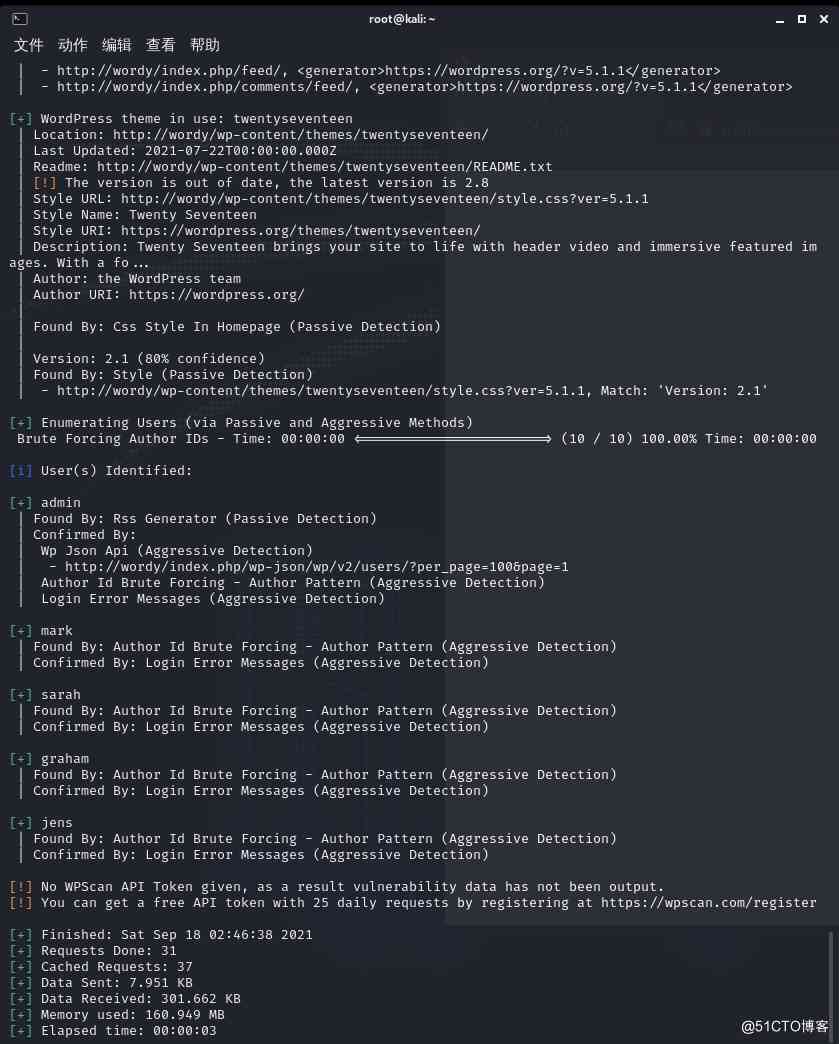 root@kali: ~
文件 动作 编辑 查看 帮助
| - http://wordy/index.php/feed/, <generator>https://wordpress.org/?v=5.1.1</generator>
| - http://wordy/index.php/comments/feed/, <generator>https://wordpress.org/?v=5.1.1</generator>
[+] WordPress theme in use: twentyseventeen
| Location: http://wordy/wp-content/themes/twentyseventeen/
| Last Updated: 2021-07-22T00:00:00.000Z
| Readme: http://wordy/wp-content/themes/twentyseventeen/README.txt
| [!] The version is out of date, the latest version is 2.8
| Style URL: http://wordy/wp-content/themes/twentyseventeen/style.css?ver=5.1.1
| Style Name: Twenty Seventeen
| Style URI: https://wordpress.org/themes/twentyseventeen/
| Description: Twenty Seventeen brings your site to life with header video and immersive featured im
ages. With a fo...
| Author: the WordPress team
| Author URI: https://wordpress.org/
|
| Found By: Css Style In Homepage (Passive Detection)
|
| Version: 2.1 (80% confidence)
| Found By: Style (Passive Detection)
| - http://wordy/wp-content/themes/twentyseventeen/style.css?ver=5.1.1, Match: 'Version: 2.1'
[+] Enumerating Users (via Passive and Aggressive Methods)
Brute Forcing Author IDs - Time: 00:00:00 <====================> (10 / 10) 100.00% Time: 00:00:00
[i] User(s) Identified:
[+] admin
| Found By: Rss Generator (Passive Detection)
| Confirmed By:
| Wp Json Api (Aggressive Detection)
| - http://wordy/index.php/wp-json/wp/v2/users/?per_page=100&page=1
| Author Id Brute Forcing - Author Pattern (Aggressive Detection)
| Login Error Messages (Aggressive Detection)
[+] mark
| Found By: Author Id Brute Forcing - Author Pattern (Aggressive Detection)
| Confirmed By: Login Error Messages (Aggressive Detection)
[+] sarah
| Found By: Author Id Brute Forcing - Author Pattern (Aggressive Detection)
| Confirmed By: Login Error Messages (Aggressive Detection)
[+] graham
| Found By: Author Id Brute Forcing - Author Pattern (Aggressive Detection)
| Confirmed By: Login Error Messages (Aggressive Detection)
[+] jens
| Found By: Author Id Brute Forcing - Author Pattern (Aggressive Detection)
| Confirmed By: Login Error Messages (Aggressive Detection)
[!] No WPScan API Token given, as a result vulnerability data has not been output.
[!] You can get a free API token with 25 daily requests by registering at https://wpscan.com/register
[+] Finished: Sat Sep 18 02:46:38 2021
[+] Requests Done: 31
[+] Cached Requests: 37
[+] Data Sent: 7.951 KB
[+] Data Received: 301.662 KB
[+] Memory used: 160.949 MB
[+] Elapsed time: 00:00:03
@51CTO博客